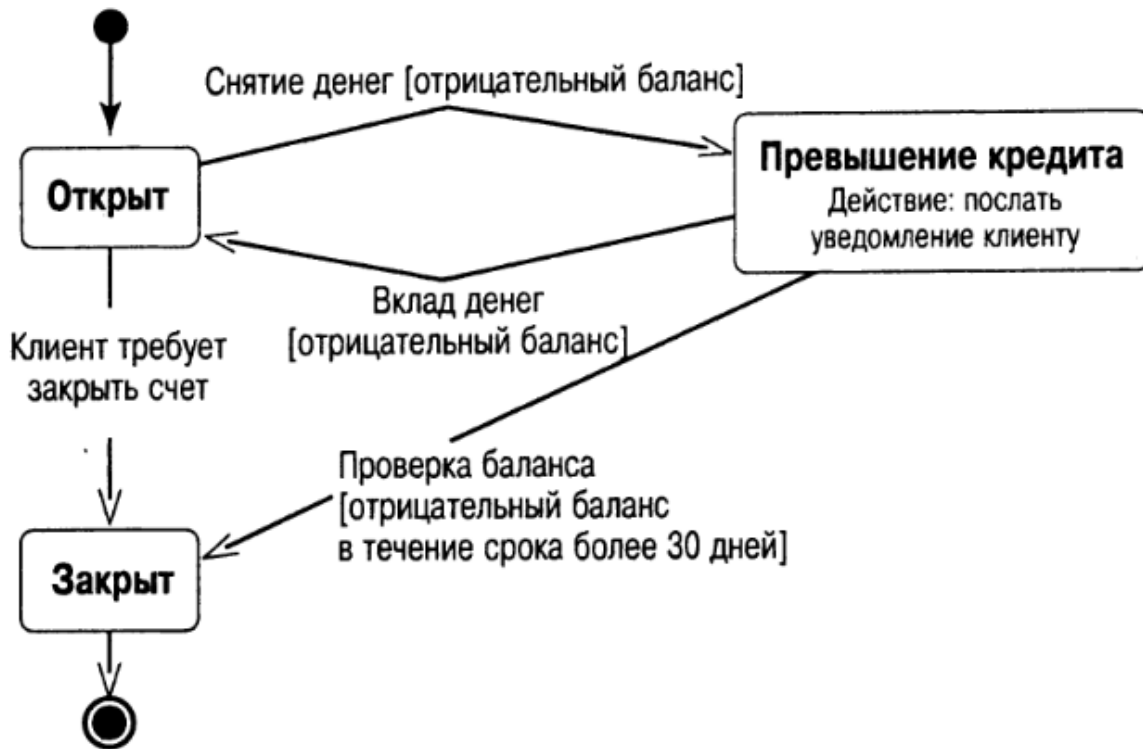 Снятие денег [отрицательный баланс]
Открыт
Превышение кредита
Действие: послать
уведомление клиенту
Вклад денег
[отрицательный баланс]
Клиент требует
закрыть счет
Проверка баланса
[отрицательный баланс
в течение срока более 30 дней]
Закрыт